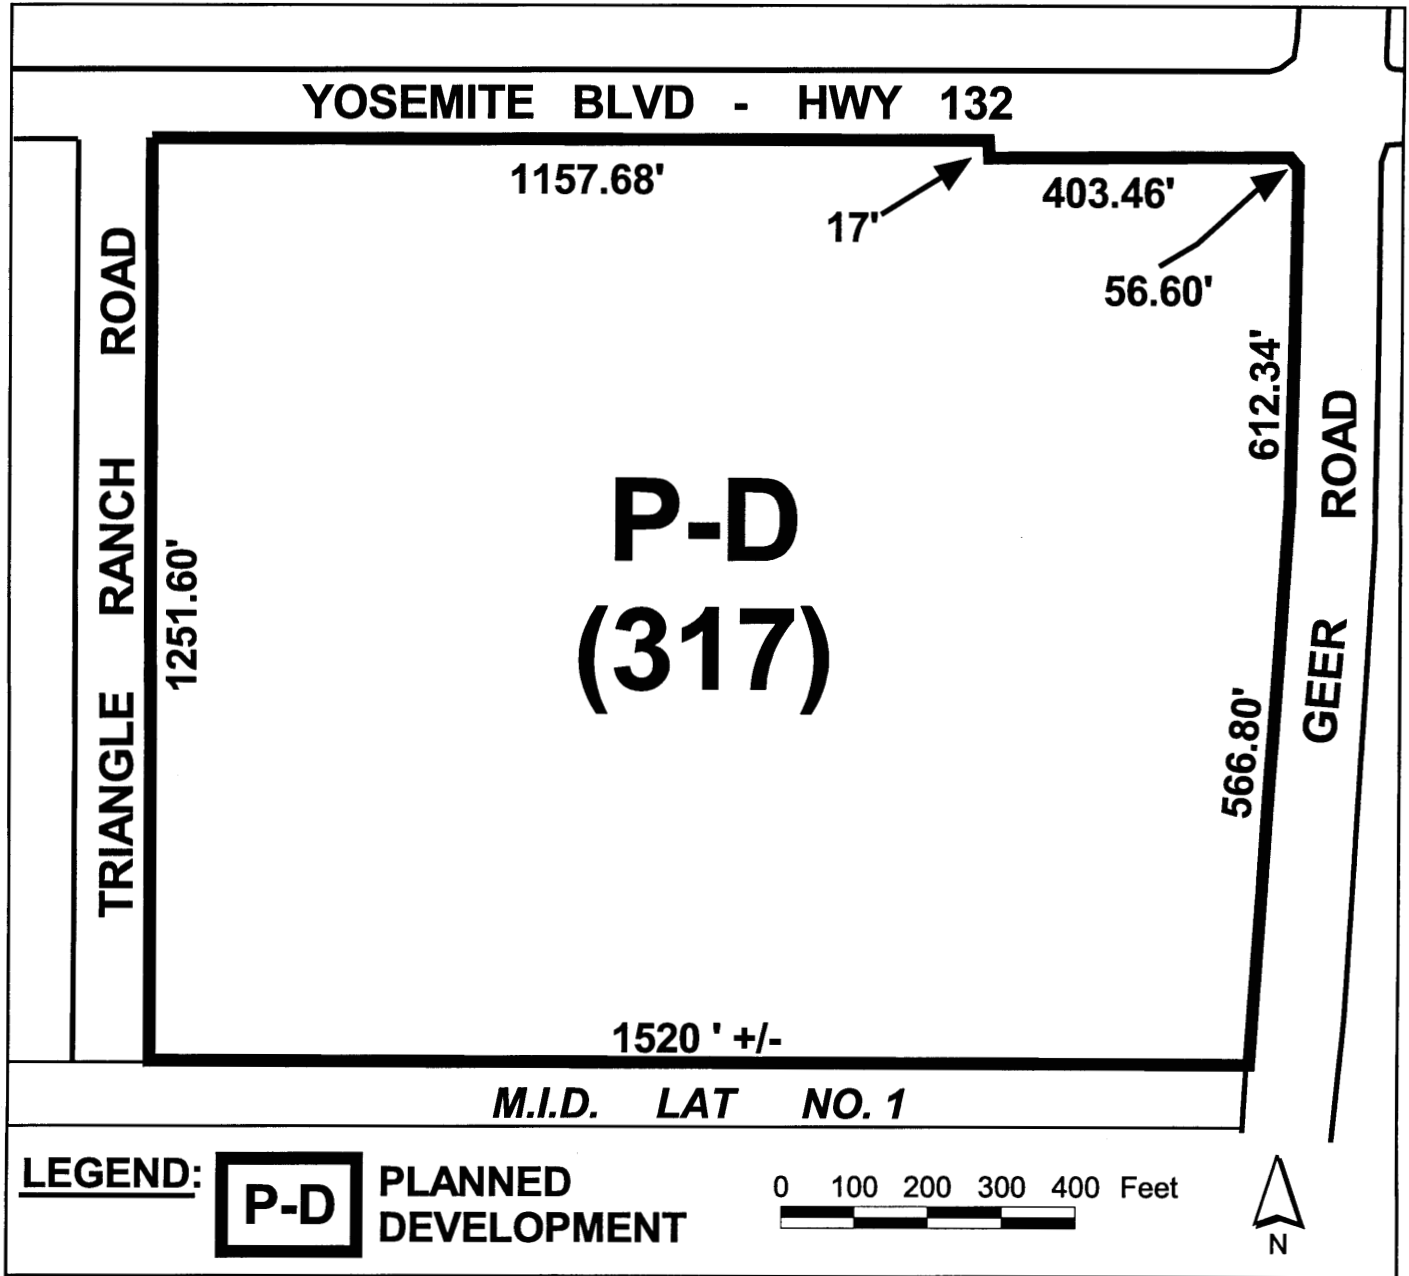 YOSEMITE BLVD - HWY 132
1157.68'
17'
403.46'
56.60'
612.34'
566.80'
GEER ROAD
TRIANGLE RANCH ROAD
1251.60'
P-D
(317)
1520 ' +/-
M.I.D. LAT NO. 1
LEGEND:
P-D
PLANNED
DEVELOPMENT
0 100 200 300 400 Feet
N